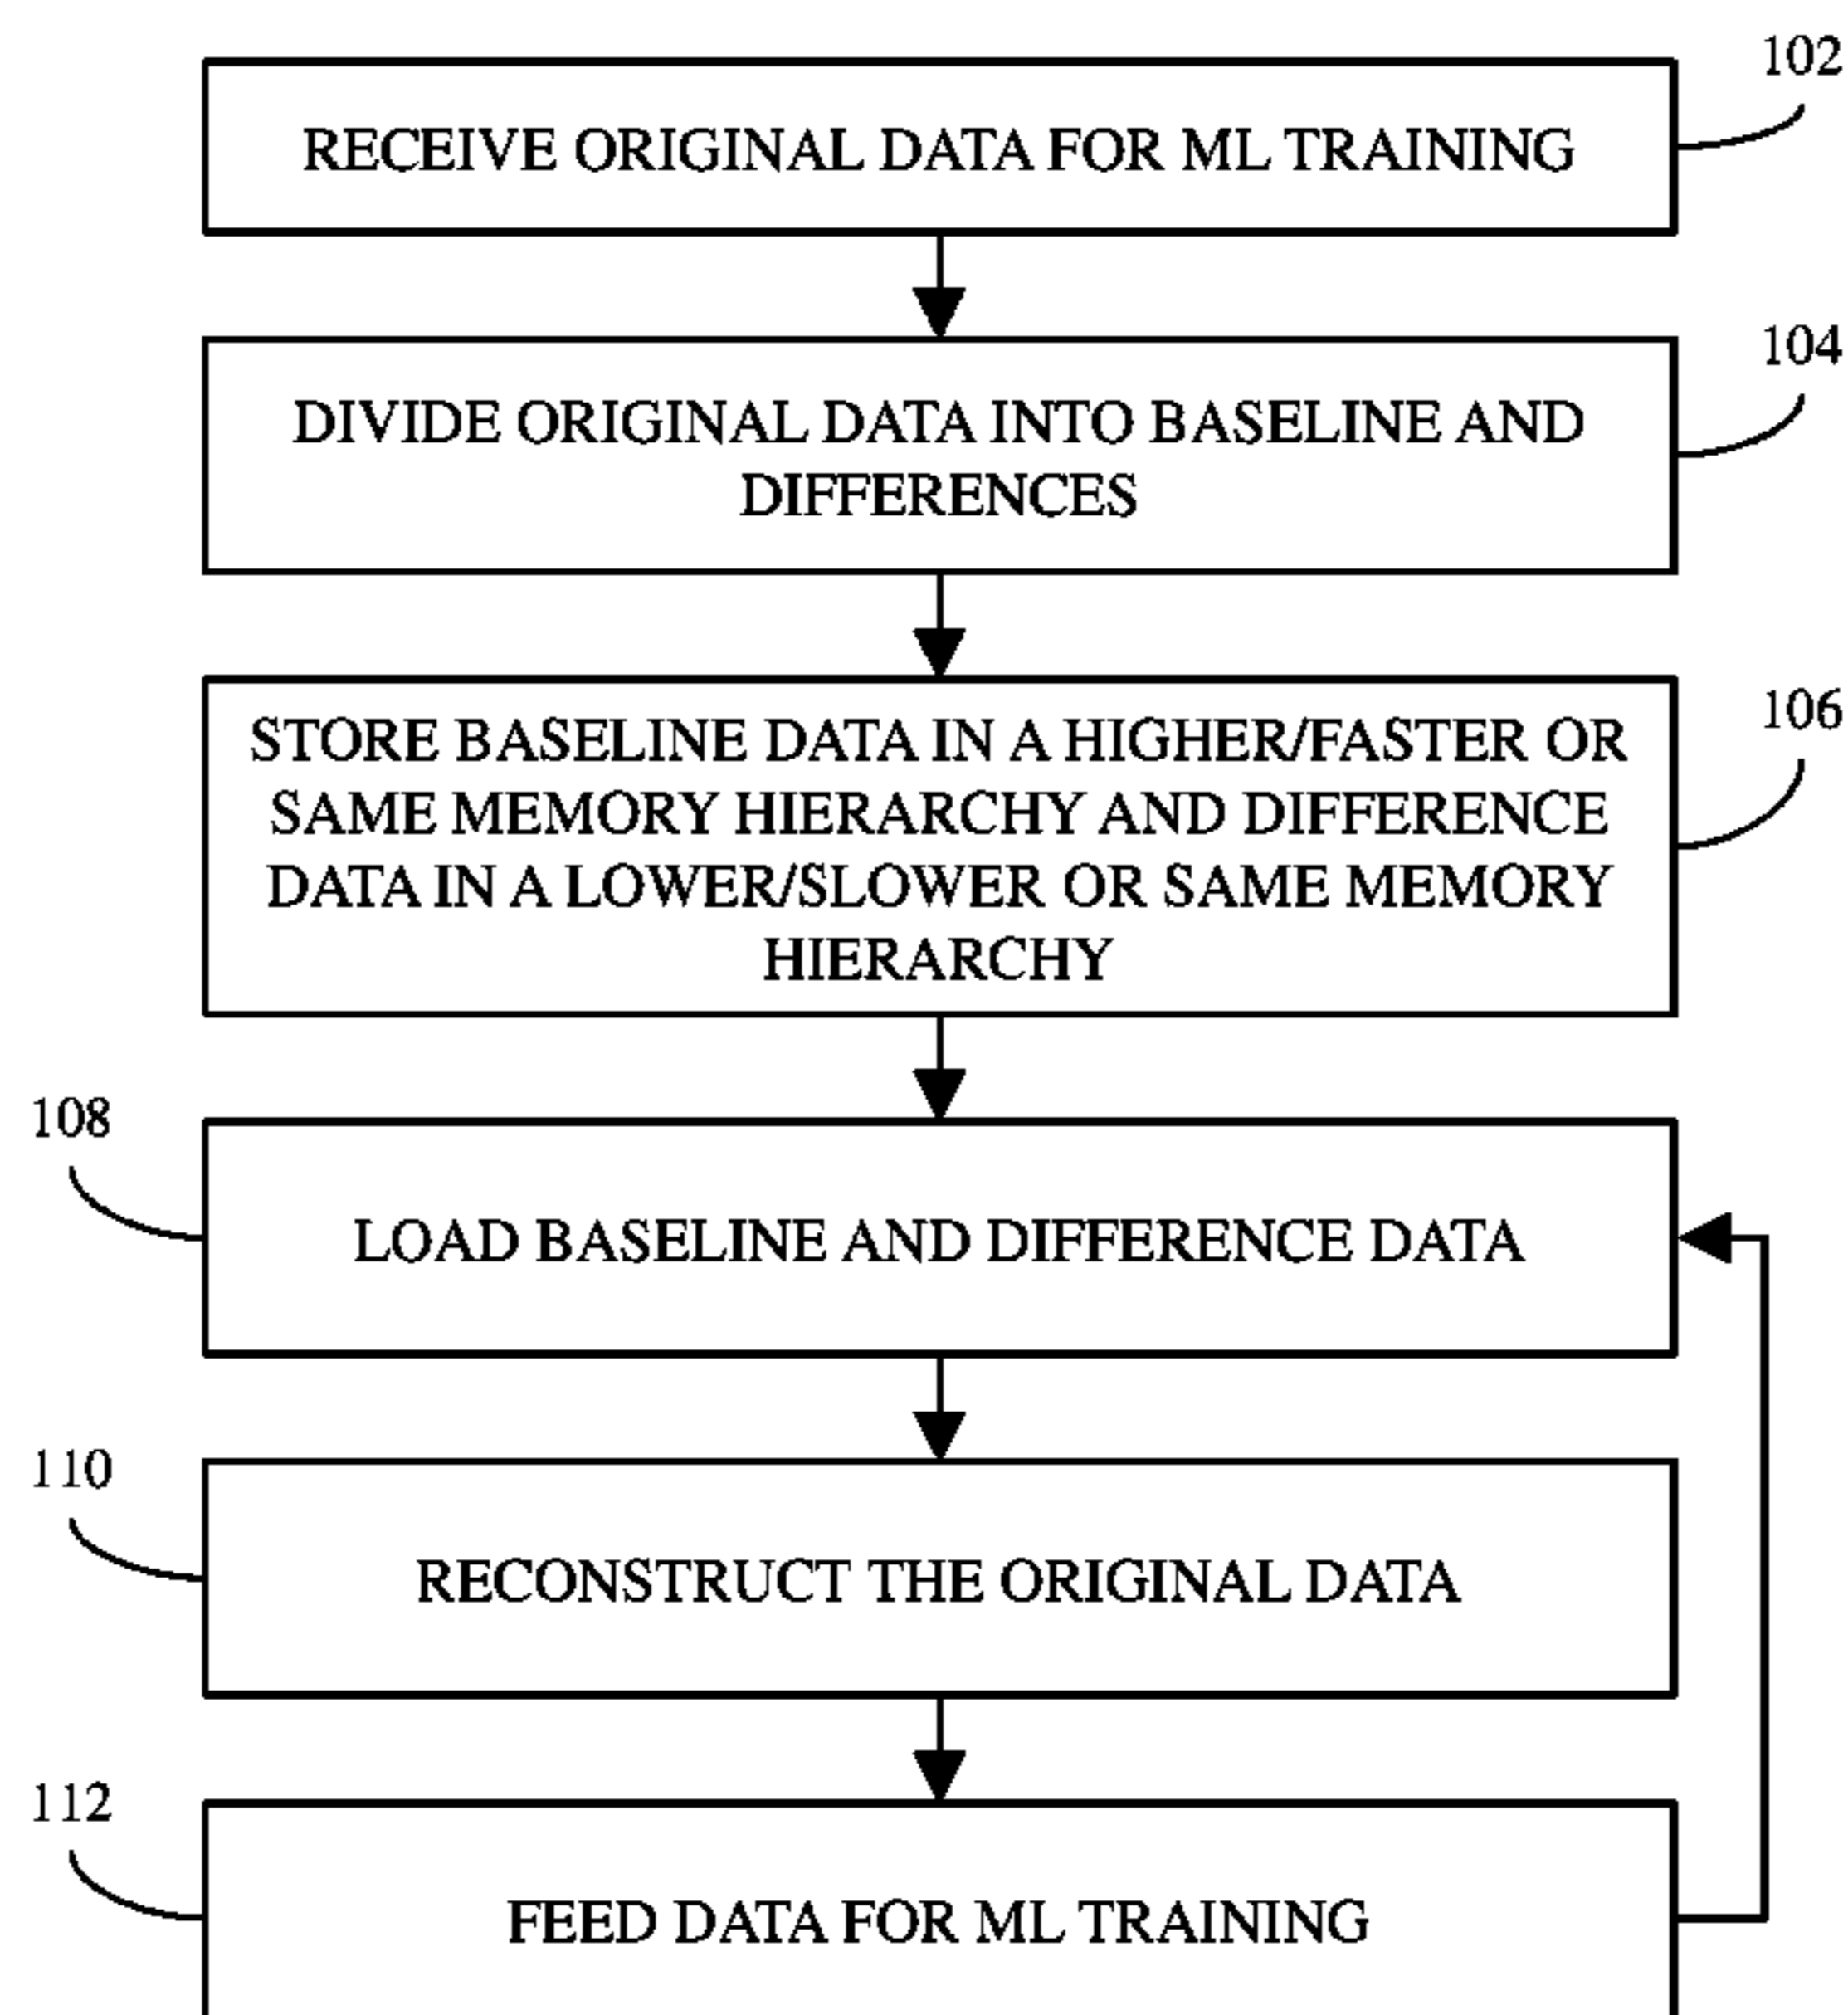 102
RECEIVE ORIGINAL DATA FOR ML TRAINING
104
DIVIDE ORIGINAL DATA INTO BASELINE AND
DIFFERENCES
106
STORE BASELINE DATA IN A HIGHER/FASTER OR
SAME MEMORY HIERARCHY AND DIFFERENCE
DATA IN A LOWER/SLOWER OR SAME MEMORY
HIERARCHY
108
LOAD BASELINE AND DIFFERENCE DATA
110
RECONSTRUCT THE ORIGINAL DATA
112
FEED DATA FOR ML TRAINING